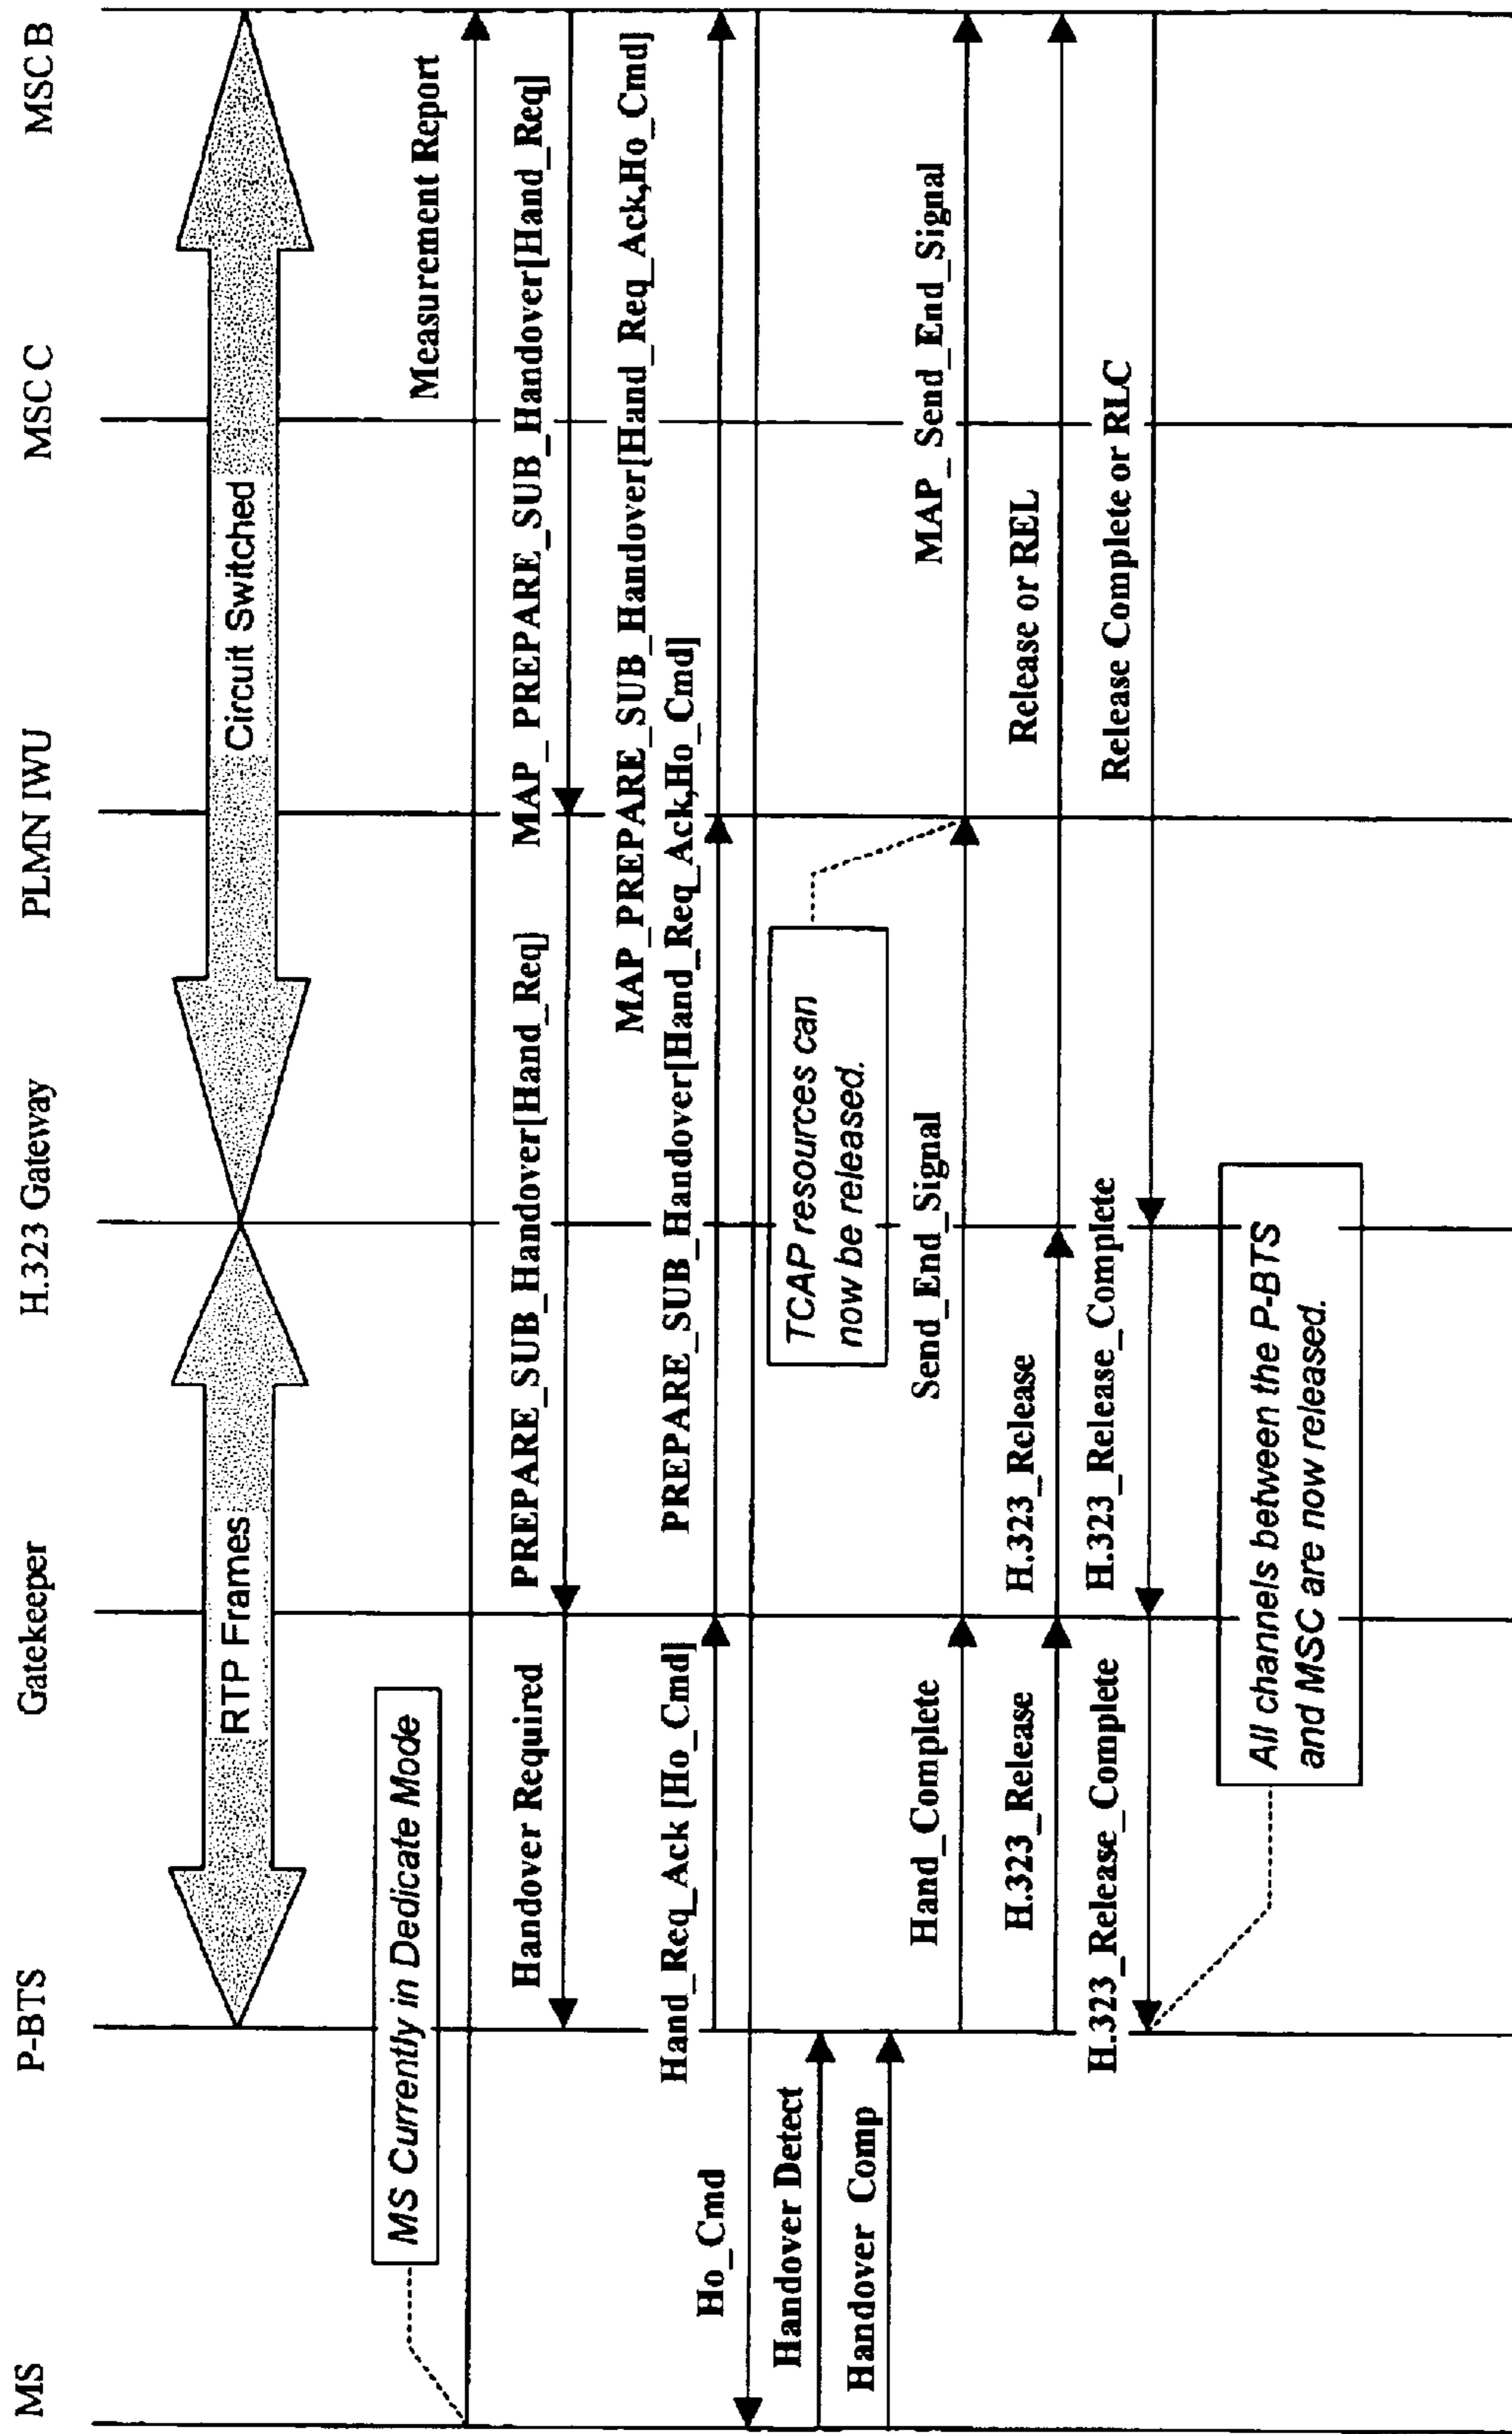 MS
P-BTS
Gatekeeper
H.323 Gateway
PLMN IWU
MSC C
MSC B
RTP Frames
Circuit Switched
MS Currently in Dedicate Mode
Measurement Report
Handover Required
PREPARE_SUB_Handover[Hand_Req]
MAP_PREPARE_SUB_Handover[Hand_Req]
MAP_PREPARE_SUB_Handover[Hand_Req_Ack,Ho_Cmd]
Hand_Req_Ack [Ho_Cmd]
PREPARE_SUB_Handover[Hand_Req_Ack,Ho_Cmd]
Ho_Cmd
Handover Detect
TCAP resources can
now be released.
Handover Comp
Hand_Complete
Send_End_Signal
MAP_Send_End_Signal
H.323_Release
H.323_Release
Release or REL
H.323_Release_Complete
H.323_Release_Complete
Release Complete or RLC
All channels between the P-BTS
and MSC are now released.